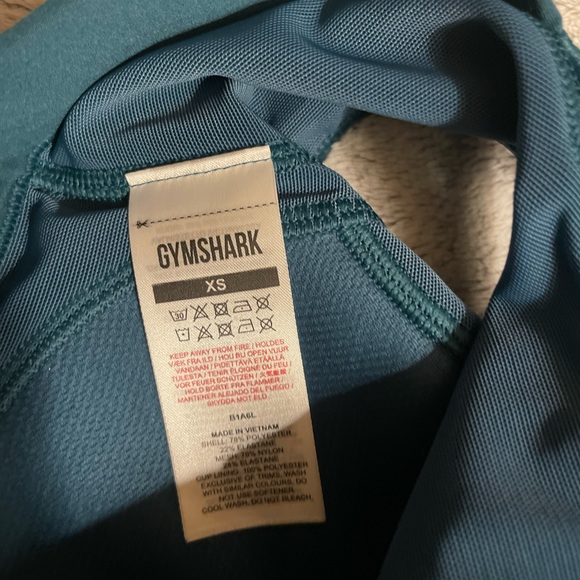 GYMSHARK
XS
30
KEEP AWAY FROM FIRE / HOLDES
VÆK FRA ILD / HOU BIJ OPEN VUUR
VANDAAN / PIDETTÄVÄ ETÄÄLLÄ
TULESTA / TENIR ÉLOIGNÉ DU FEU /
VOR FEUER SCHÜTZEN /
HOLD BORTE FRA FLAMMER /
MANTENER ALEJADO DEL FUEGO /
SKYDDA MOT ELD.
B1A6L
MADE IN VIETNAM
SHELL: 78% POLYESTER
22% ELASTANE
MESH: 76% NYLON
24% ELASTANE
CUP LINING: 100% POLYESTER
EXCLUSIVE OF TRIMS, WASH
WITH SIMILAR COLOURS, DO
NOT USE SOFTENER
COOL WASH, DO NOT BLEACH.